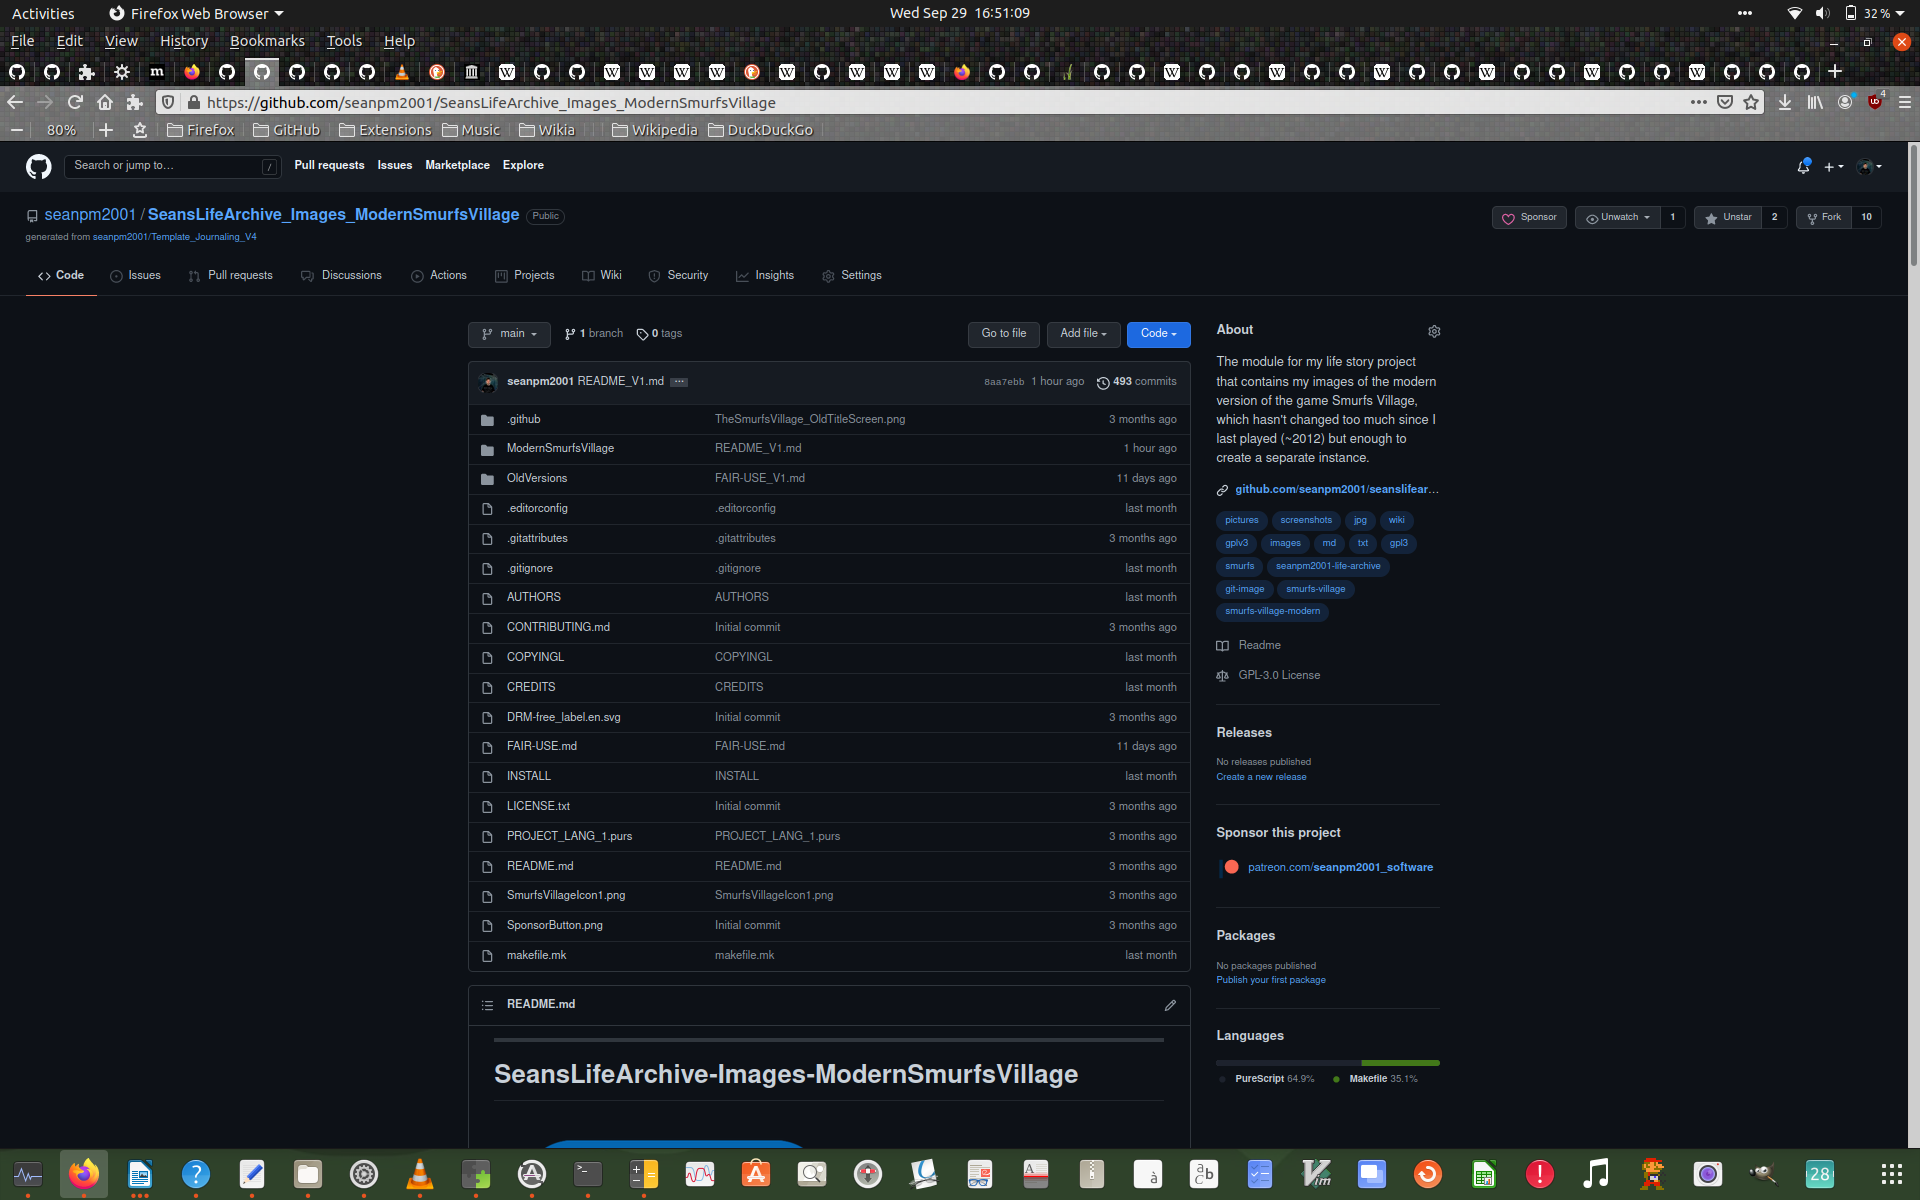 Activities Firefox Web Browser Wed Sep 29 16:51:09 32 %
File Edit View History Bookmarks Tools Help
https://github.com/seanpm2001/SeansLifeArchive_Images_ModernSmurfsVillage 4
80% Firefox GitHub Extensions Music Wikia Wikipedia DuckDuckGo
Search or jump to… / Pull requests Issues Marketplace Explore
seanpm2001 / SeansLifeArchive_Images_ModernSmurfsVillage Public Sponsor Unwatch 1 Unstar 2 Fork 10
generated from seanpm2001/Template_Journaling_V4
Code Issues Pull requests Discussions Actions Projects Wiki Security Insights Settings
main 1 branch 0 tags Go to file Add file Code
seanpm2001 README_V1.md 8aa7ebb 1 hour ago 493 commits
.github TheSmurfsVillage_OldTitleScreen.png 3 months ago
ModernSmurfsVillage README_V1.md 1 hour ago
OldVersions FAIR-USE_V1.md 11 days ago
.editorconfig .editorconfig last month
.gitattributes .gitattributes 3 months ago
.gitignore .gitignore last month
AUTHORS AUTHORS last month
CONTRIBUTING.md Initial commit 3 months ago
COPYINGL COPYINGL last month
CREDITS CREDITS last month
DRM-free_label.en.svg Initial commit 3 months ago
FAIR-USE.md FAIR-USE.md 11 days ago
INSTALL INSTALL last month
LICENSE.txt Initial commit 3 months ago
PROJECT_LANG_1.purs PROJECT_LANG_1.purs 3 months ago
README.md README.md 3 months ago
SmurfsVillageIcon1.png SmurfsVillageIcon1.png 3 months ago
SponsorButton.png Initial commit 3 months ago
makefile.mk makefile.mk last month
README.md
SeansLifeArchive-Images-ModernSmurfsVillage
About
The module for my life story project
that contains my images of the modern
version of the game Smurfs Village,
which hasn't changed too much since I
last played (~2012) but enough to
create a separate instance.
github.com/seanpm2001/seanslifear…
pictures screenshots jpg wiki
gplv3 images md txt gpl3
smurfs seanpm2001-life-archive
git-image smurfs-village
smurfs-village-modern
Readme
GPL-3.0 License
Releases
No releases published
Create a new release
Sponsor this project
patreon.com/seanpm2001_software
Packages
No packages published
Publish your first package
Languages
PureScript 64.9% Makefile 35.1%
28